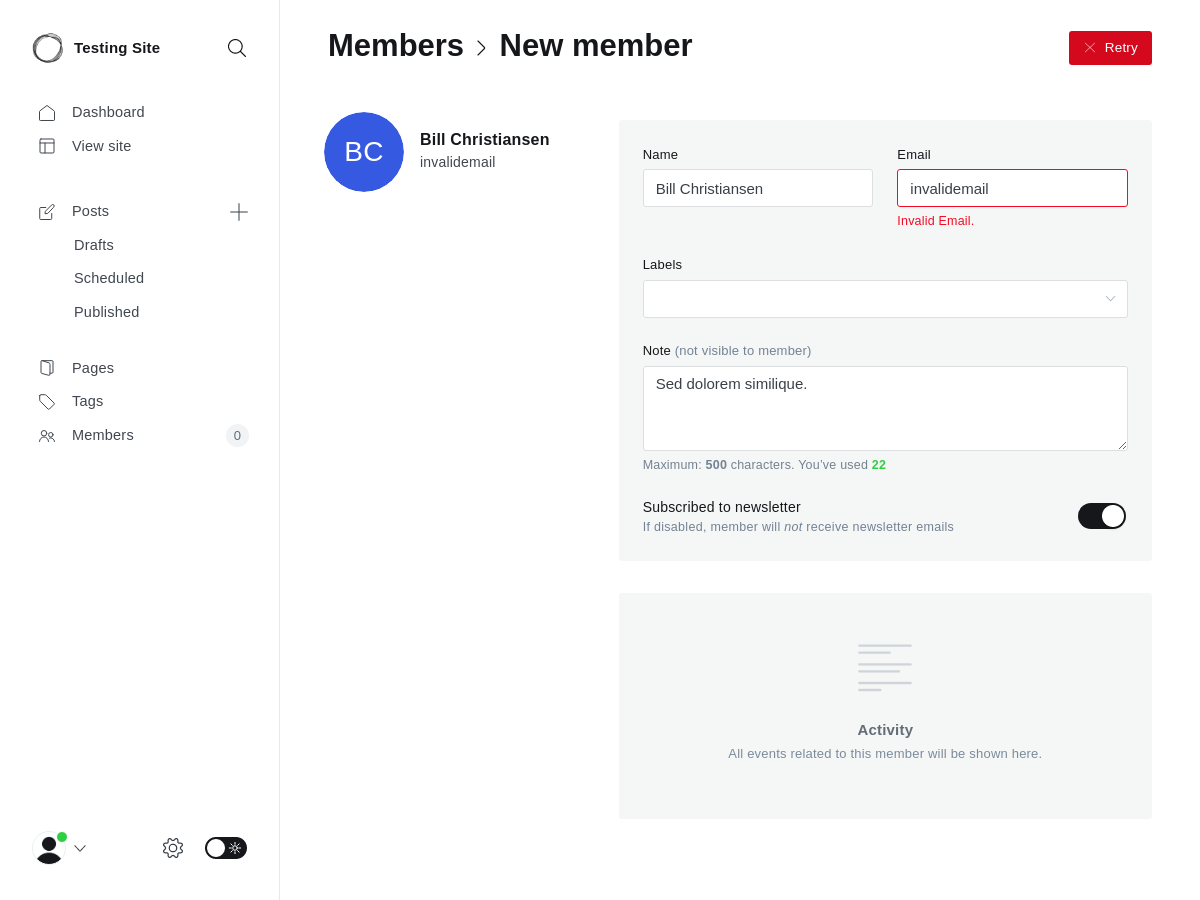 Testing Site
Dashboard
View site
Posts
Drafts
Scheduled
Published
Pages
Tags
Members
0
Members New member
Retry
BC
Bill Christiansen
invalidemail
Name
Bill Christiansen
Email
invalidemail
Invalid Email.
Labels
Note (not visible to member)
Sed dolorem similique.
Maximum: 500 characters. You've used 22
Subscribed to newsletter
If disabled, member will not receive newsletter emails
Activity
All events related to this member will be shown here.